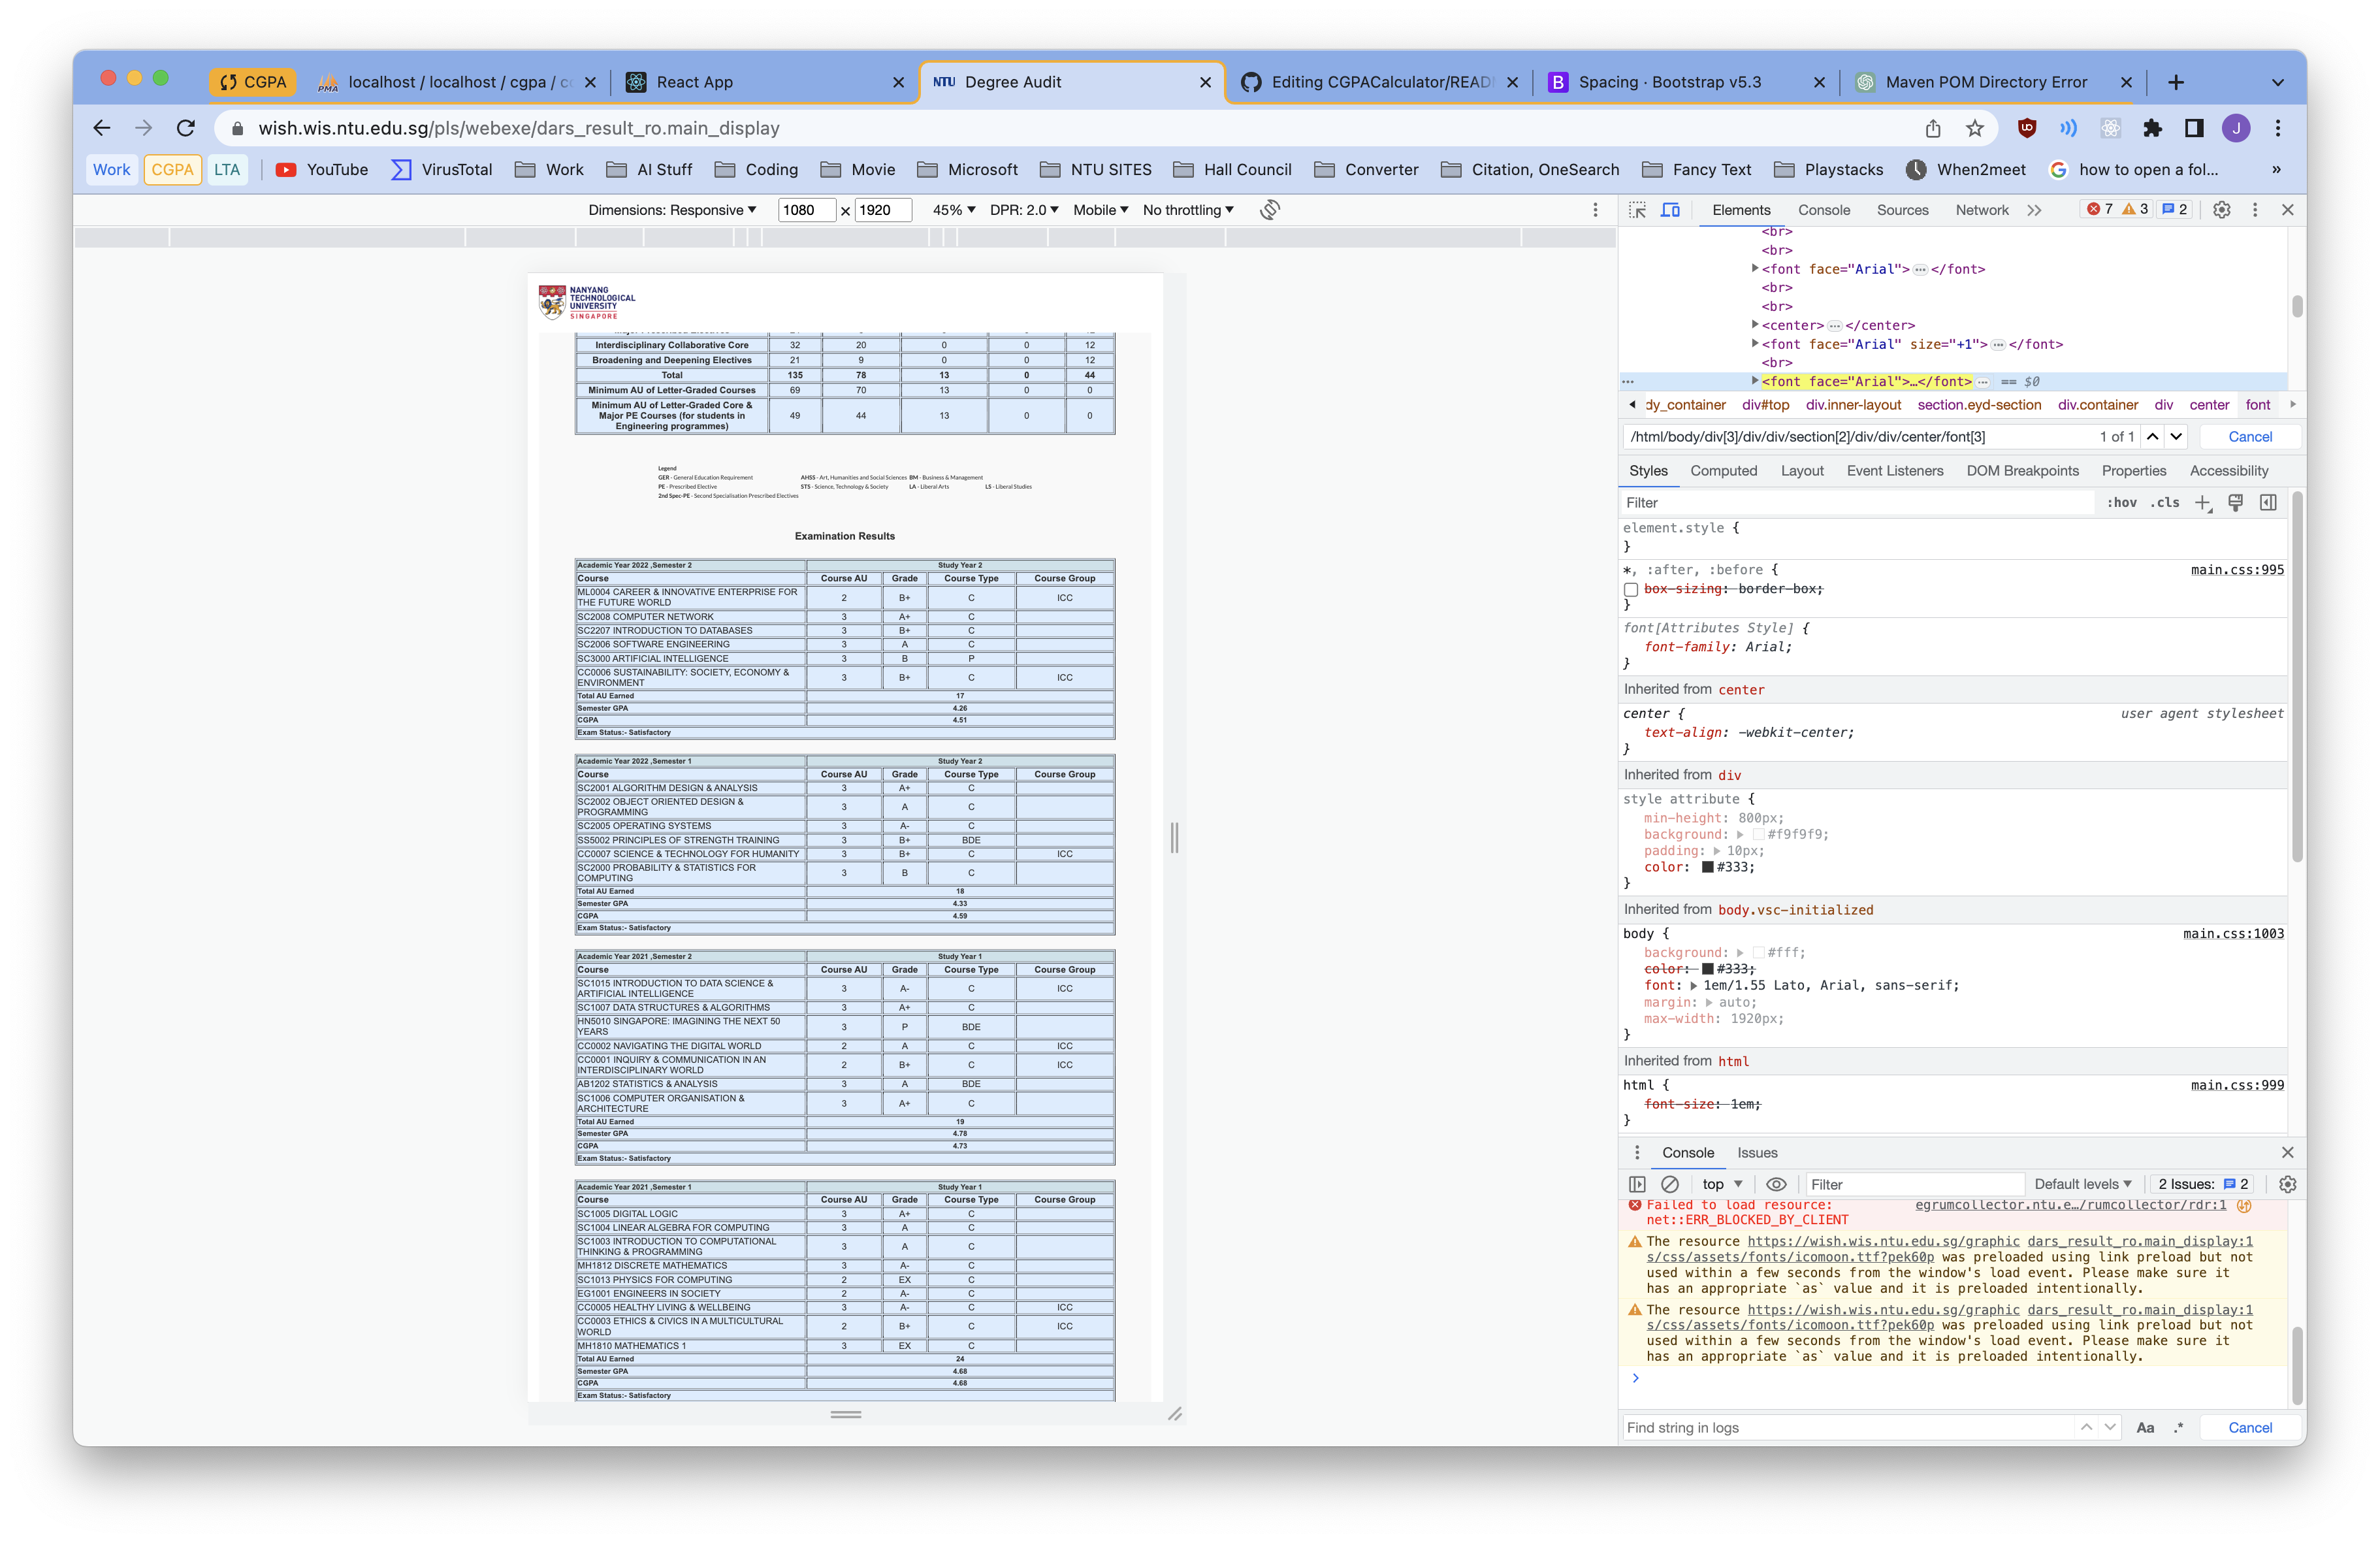 CGPA
localhost / localhost / cgpa / c
React App
NTU Degree Audit
Editing CGPACalculator/READ
B Spacing · Bootstrap v5.3
Maven POM Directory Error
wish.wis.ntu.edu.sg/pls/webexe/dars_result_ro.main_display
J
Work CGPA LTA YouTube VirusTotal Work AI Stuff Coding Movie Microsoft NTU SITES Hall Council Converter Citation, OneSearch Fancy Text Playstacks When2meet how to open a fol... »
Dimensions: Responsive 1080 × 1920 45% DPR: 2.0 Mobile No throttling
NANYANG
TECHNOLOGICAL
UNIVERSITY
SINGAPORE
Interdisciplinary Collaborative Core 32 20 0 0 12
Broadening and Deepening Electives 21 9 0 0 12
Total 135 78 13 0 44
Minimum AU of Letter-Graded Courses 69 70 13 0 0
Minimum AU of Letter-Graded Core &
Major PE Courses (for students in
Engineering programmes) 49 44 13 0 0
Legend
GER - General Education Requirement AHSS - Art, Humanities and Social Sciences BM - Business & Management
PE - Prescribed Elective STS - Science, Technology & Society LA - Liberal Arts LS - Liberal Studies
2nd Spec-PE - Second Specialisation Prescribed Electives
Examination Results
Academic Year 2022 ,Semester 2 Study Year 2
Course Course AU Grade Course Type Course Group
ML0004 CAREER & INNOVATIVE ENTERPRISE FOR
THE FUTURE WORLD 2 B+ C ICC
SC2008 COMPUTER NETWORK 3 A+ C
SC2207 INTRODUCTION TO DATABASES 3 B+ C
SC2006 SOFTWARE ENGINEERING 3 A C
SC3000 ARTIFICIAL INTELLIGENCE 3 B P
CC0006 SUSTAINABILITY: SOCIETY, ECONOMY &
ENVIRONMENT 3 B+ C ICC
Total AU Earned 17
Semester GPA 4.26
CGPA 4.51
Exam Status:- Satisfactory
Academic Year 2022 ,Semester 1 Study Year 2
Course Course AU Grade Course Type Course Group
SC2001 ALGORITHM DESIGN & ANALYSIS 3 A+ C
SC2002 OBJECT ORIENTED DESIGN &
PROGRAMMING 3 A C
SC2005 OPERATING SYSTEMS 3 A- C
SS5002 PRINCIPLES OF STRENGTH TRAINING 3 B+ BDE
CC0007 SCIENCE & TECHNOLOGY FOR HUMANITY 3 B+ C ICC
SC2000 PROBABILITY & STATISTICS FOR
COMPUTING 3 B C
Total AU Earned 18
Semester GPA 4.33
CGPA 4.59
Exam Status:- Satisfactory
Academic Year 2021 ,Semester 2 Study Year 1
Course Course AU Grade Course Type Course Group
SC1015 INTRODUCTION TO DATA SCIENCE &
ARTIFICIAL INTELLIGENCE 3 A- C ICC
SC1007 DATA STRUCTURES & ALGORITHMS 3 A+ C
HN5010 SINGAPORE: IMAGINING THE NEXT 50
YEARS 3 P BDE
CC0002 NAVIGATING THE DIGITAL WORLD 2 A C ICC
CC0001 INQUIRY & COMMUNICATION IN AN
INTERDISCIPLINARY WORLD 2 B+ C ICC
AB1202 STATISTICS & ANALYSIS 3 A BDE
SC1006 COMPUTER ORGANISATION &
ARCHITECTURE 3 A+ C
Total AU Earned 19
Semester GPA 4.78
CGPA 4.73
Exam Status:- Satisfactory
Academic Year 2021 ,Semester 1 Study Year 1
Course Course AU Grade Course Type Course Group
SC1005 DIGITAL LOGIC 3 A+ C
SC1004 LINEAR ALGEBRA FOR COMPUTING 3 A C
SC1003 INTRODUCTION TO COMPUTATIONAL
THINKING & PROGRAMMING 3 A C
MH1812 DISCRETE MATHEMATICS 3 A- C
SC1013 PHYSICS FOR COMPUTING 2 EX C
EG1001 ENGINEERS IN SOCIETY 2 A- C
CC0005 HEALTHY LIVING & WELLBEING 3 A- C ICC
CC0003 ETHICS & CIVICS IN A MULTICULTURAL
WORLD 2 B+ C ICC
MH1810 MATHEMATICS 1 3 EX C
Total AU Earned 24
Semester GPA 4.68
CGPA 4.68
Exam Status:- Satisfactory
Elements Console Sources Network 7 3 2
<br>
<br>
<font face="Arial"> ⋯ </font>
<br>
<br>
<center> ⋯ </center>
<font face="Arial" size="+1"> ⋯ </font>
<br>
<font face="Arial">…</font> ⋯ == $0
dy_container div#top div.inner-layout section.eyd-section div.container div center font
/html/body/div[3]/div/div/section[2]/div/div/center/font[3] 1 of 1 Cancel
Styles Computed Layout Event Listeners DOM Breakpoints Properties Accessibility
Filter :hov .cls
element.style {
}
*, :after, :before { main.css:995
box-sizing: border-box;
}
font[Attributes Style] {
font-family: Arial;
}
Inherited from center
center { user agent stylesheet
text-align: -webkit-center;
}
Inherited from div
style attribute {
min-height: 800px;
background: #f9f9f9;
padding: 10px;
color: #333;
}
Inherited from body.vsc-initialized
body { main.css:1003
background: #fff;
color: #333;
font: 1em/1.55 Lato, Arial, sans-serif;
margin: auto;
max-width: 1920px;
}
Inherited from html
html { main.css:999
font-size: 1em;
}
Console Issues
top Filter Default levels 2 Issues: 2
Failed to load resource: egrumcollector.ntu.e…/rumcollector/rdr:1
net::ERR_BLOCKED_BY_CLIENT
The resource https://wish.wis.ntu.edu.sg/graphic dars_result_ro.main_display:1
s/css/assets/fonts/icomoon.ttf?pek60p was preloaded using link preload but not
used within a few seconds from the window's load event. Please make sure it
has an appropriate `as` value and it is preloaded intentionally.
The resource https://wish.wis.ntu.edu.sg/graphic dars_result_ro.main_display:1
s/css/assets/fonts/icomoon.ttf?pek60p was preloaded using link preload but not
used within a few seconds from the window's load event. Please make sure it
has an appropriate `as` value and it is preloaded intentionally.
Find string in logs Aa .* Cancel